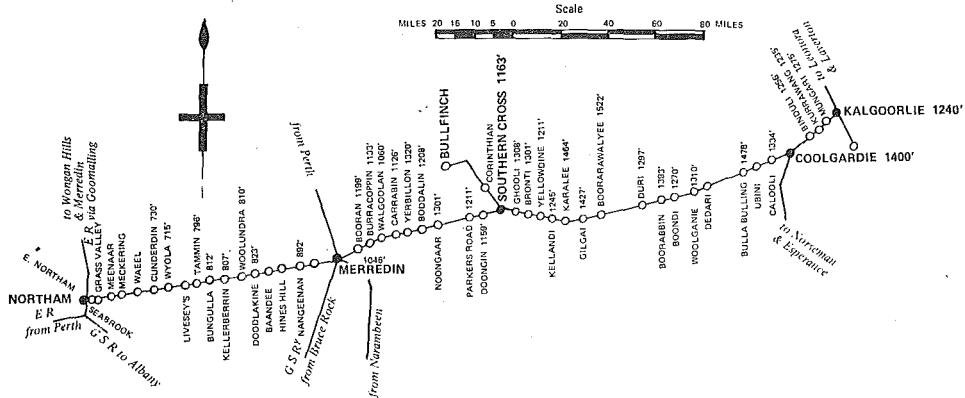 Scale
MILES 20 15 10 5 0 20 40 60 80 MILES
to Wongan Hills
& Merredin
E R via Goomalling
E. NORTHAM
NORTHAM
E R
from Perth
SEABROOK
G S R to Albany
GRASS VALLEY
MEENAAR
MECKERING
WAEEL
CUNDERDIN 730'
WYOLA 715'
LIVESEY'S
TAMMIN 796'
BUNGULLA 812'
KELLERBERRIN 807'
WOOLUNDRA 810'
DOODLAKINE 823'
BAANDEE
HINES HILL
NANGEENAN 892'
from Perth
1046'
MERREDIN
G S RY
from Bruce Rock
from Narambeen
BOORAN 1199'
BURRACOPPIN 1133'
WALGOOLAN 1060'
CARRABIN 1126'
YERBILLON 1320'
BODDALIN 1208'
NOONGAAR 1301'
PARKERS ROAD 1211'
DOONGIN 1159'
BULLFINCH
CORINTHIAN
SOUTHERN CROSS 1163'
GHOOLI 1308'
BRONTI 1301'
YELLOWDINE 1211'
KELLANDI 1245'
KARALEE 1464'
GILGAI 1427'
BOORARAWALYEE 1522'
DURI 1297'
BOORABBIN 1393'
BOONDI 1270'
WOOLGANIE 1310'
DEDARI
BULLA BULLING 1478'
UBINI
CALOOLI 1334'
COOLGARDIE 1400'
to Norseman
& Esperance
BINDULI 1256'
KURRAWANG 1235'
MUNGARI 1275'
to Leonora
& Laverton
KALGOORLIE 1240'